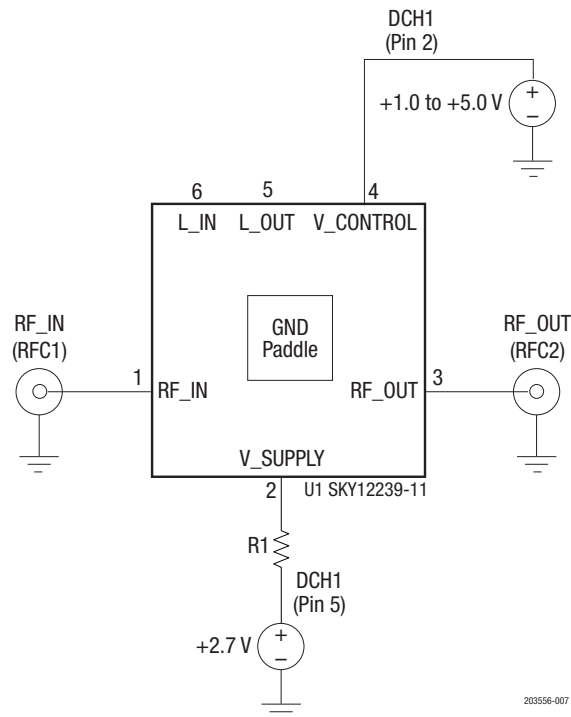 DCH1
(Pin 2)
+1.0 to +5.0 V
+
–
6 5 4
L_IN L_OUT V_CONTROL
RF_IN
(RFC1)
GND
Paddle
RF_OUT
(RFC2)
1
RF_IN
RF_OUT
3
V_SUPPLY
2
U1 SKY12239-11
R1
DCH1
(Pin 5)
+2.7 V
+
–
203556-007